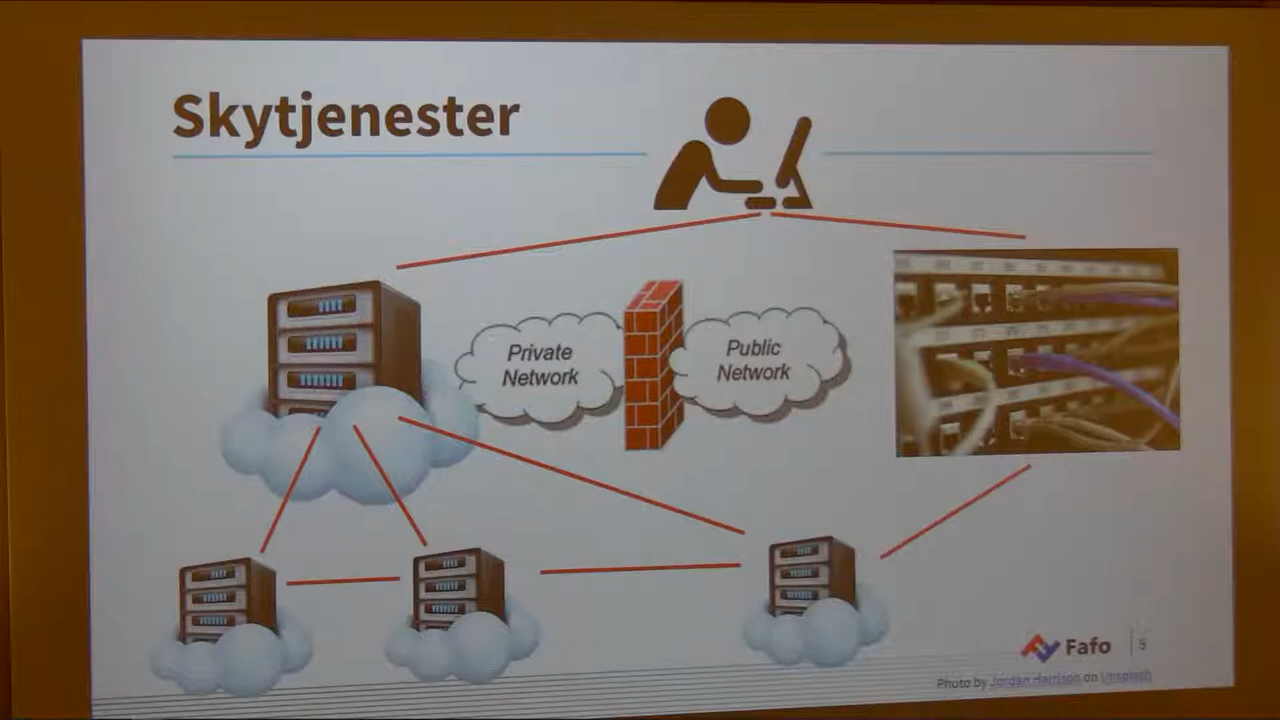 Skytjenester
Private
Network
Public
Network
Fafo
5
Photo by Jordan Harrison on Unsplash